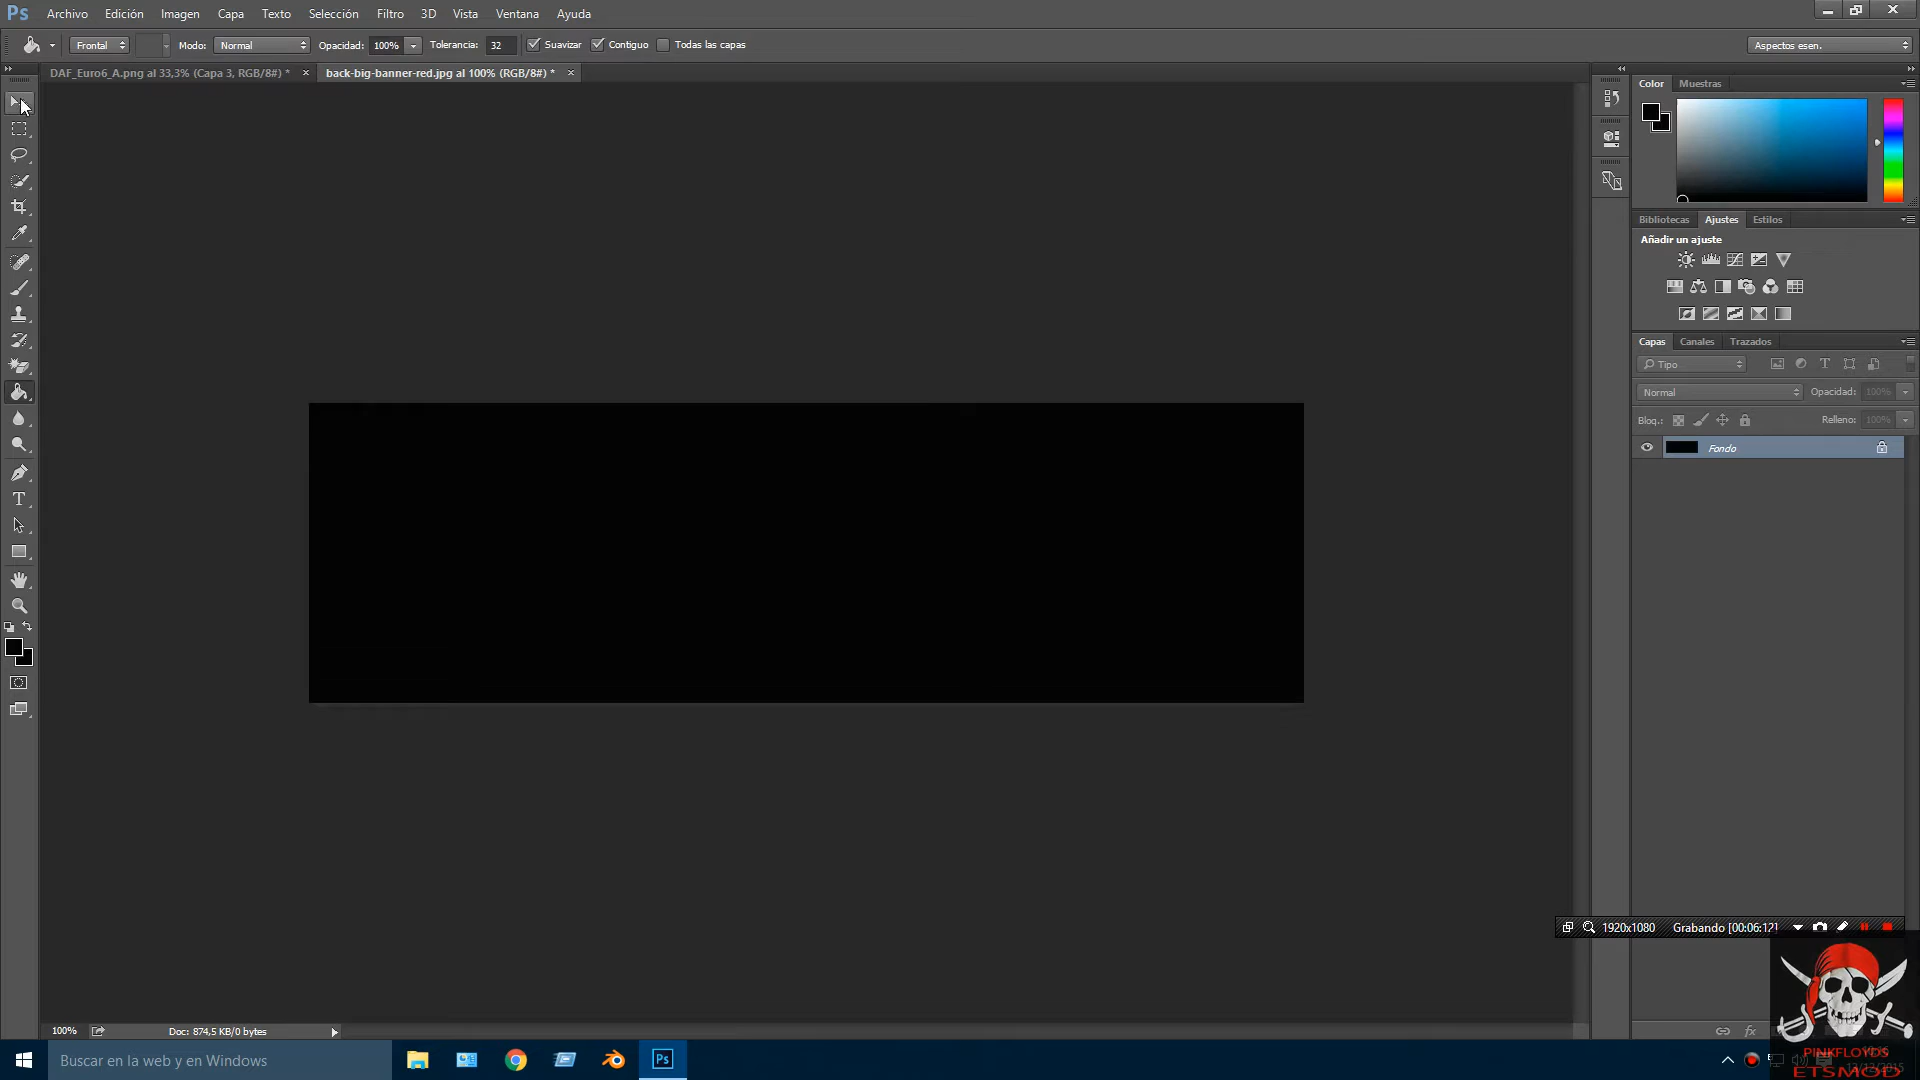 Ps Archivo Edición Imagen Capa Texto Selección Filtro 3D Vista Ventana Ayuda
Frontal Modo: Normal Opacidad: 100% Tolerancia: 32 Suavizar Contiguo Todas las capas Aspectos esen.
DAF_Euro6_A.png al 33,3% (Capa 3, RGB/8#) * × back-big-banner-red.jpg al 100% (RGB/8#) * ×
Color Muestras
Bibliotecas Ajustes Estilos
Añadir un ajuste
Capas Canales Trazados
Tipo
Normal Opacidad: 100%
Bloq.: Relleno: 100%
Fondo
1920x1080 Grabando [00:06:12]
100% Doc: 874,5 KB/0 bytes
fx
Buscar en la web y en Windows
Ps
PINKFLOYDS
ETSMOD